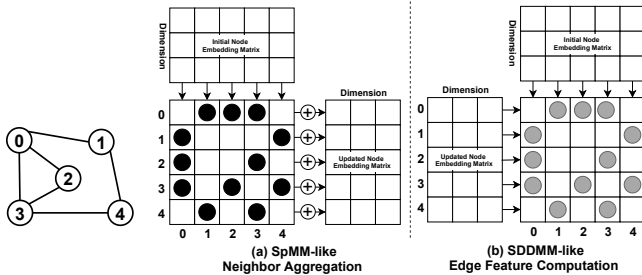 0
1
2
3
4
Dimension
Initial Node
Embedding Matrix
0
1
2
3
4
0 1 2 3 4
Dimension
Updated Node
Embedding Matrix
(a) SpMM-like
Neighbor Aggregation
Dimension
Initial Node
Embedding Matrix
Dimension
Updated Node
Embedding Matrix
0
1
2
3
4
0 1 2 3 4
(b) SDDMM-like
Edge Feature Computation